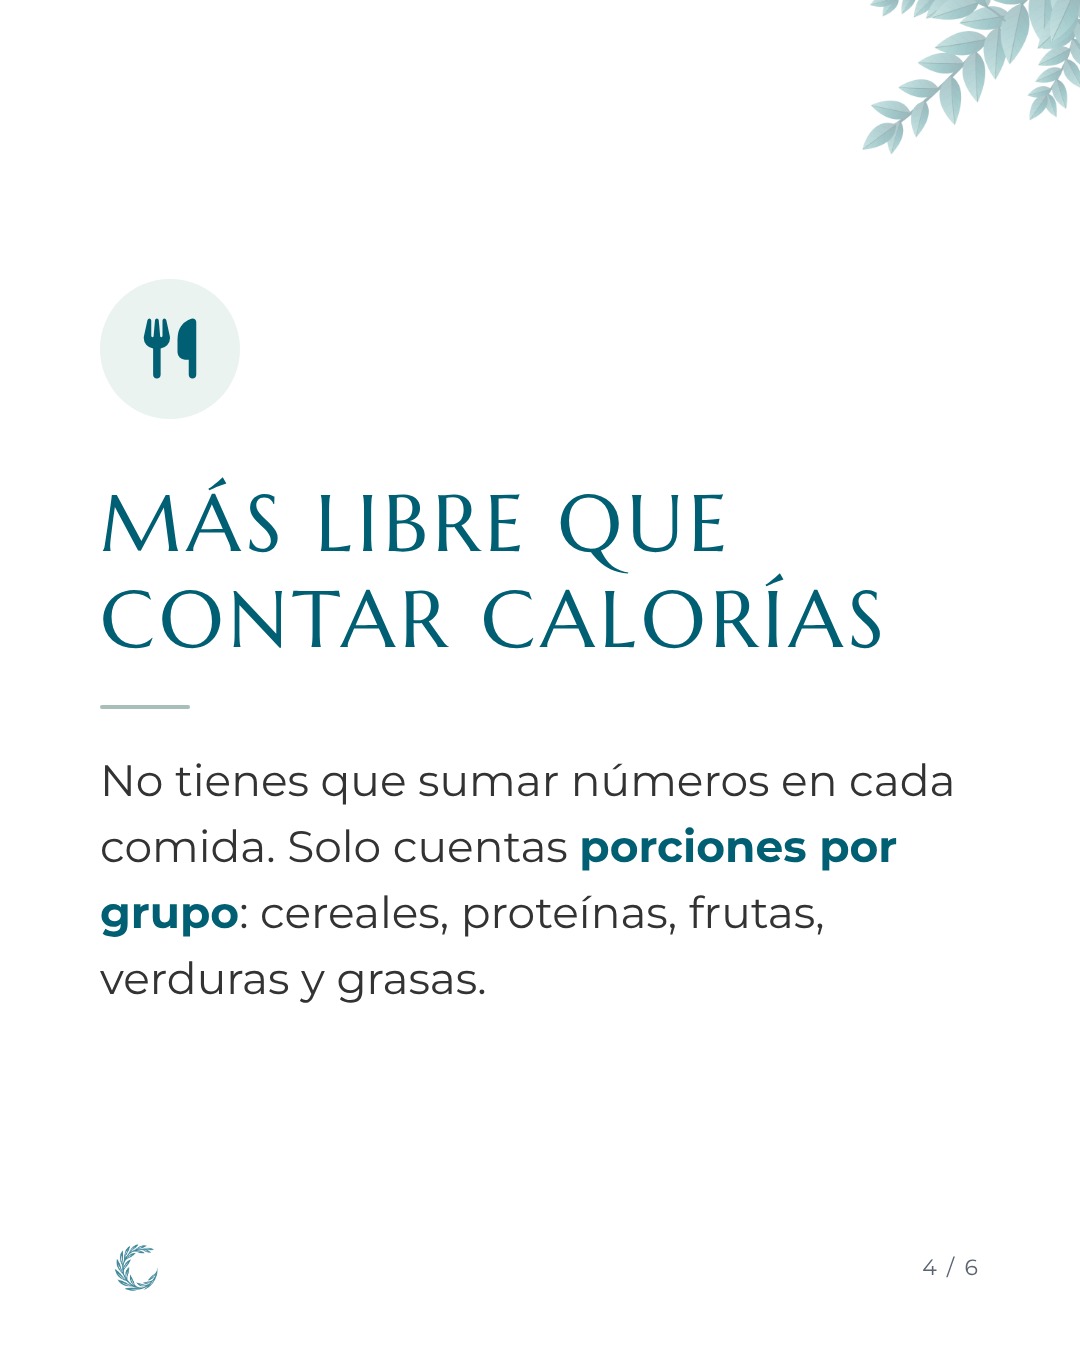 MÁS LIBRE QUE
CONTAR CALORÍAS
No tienes que sumar números en cada
comida. Solo cuentas porciones por
grupo: cereales, proteínas, frutas,
verduras y grasas.
4 / 6